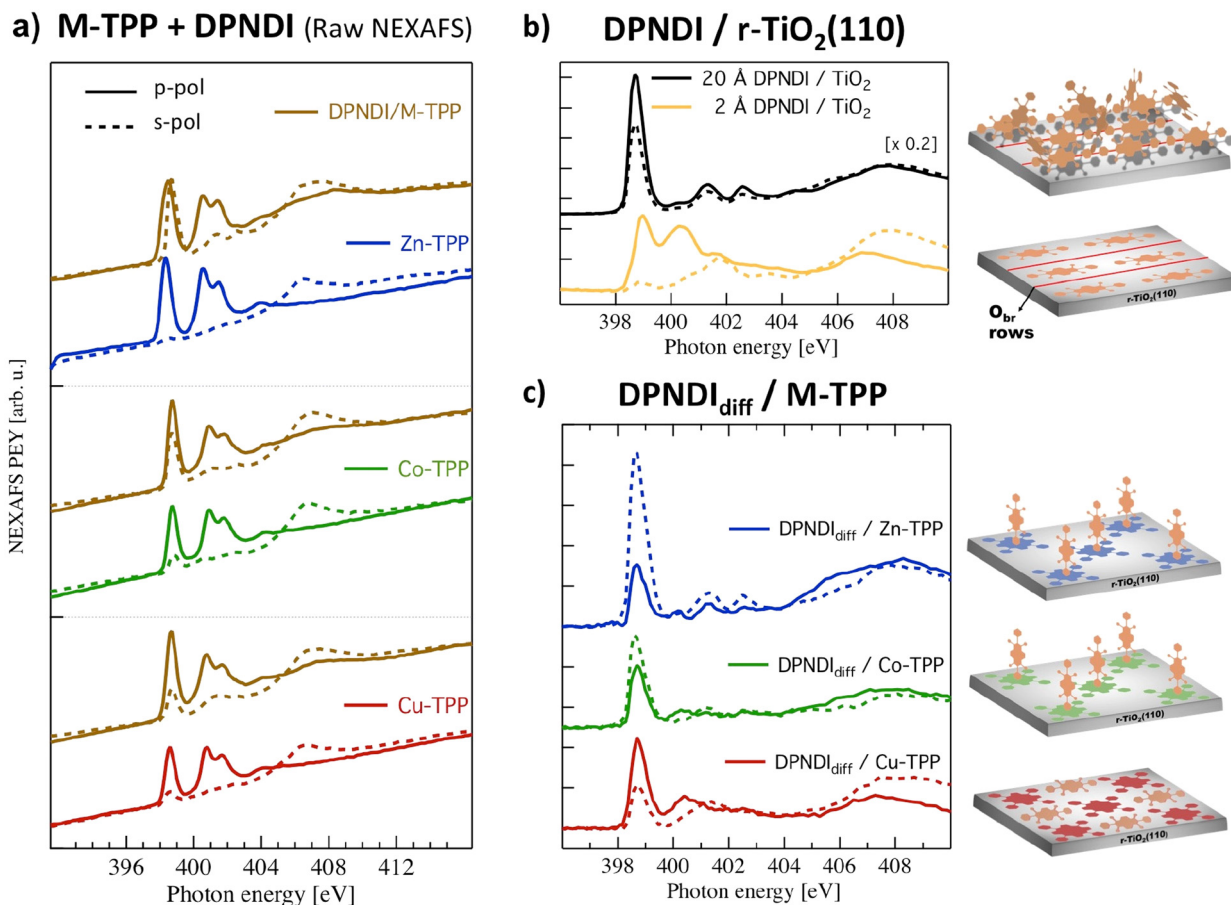 a) M-TPP + DPNDI (Raw NEXAFS)
p-pol
s-pol
DPNDI/M-TPP
Zn-TPP
Co-TPP
Cu-TPP
NEXAFS PEY [arb. u.]
396 400 404 408 412
Photon energy [eV]
b) DPNDI / r-TiO2(110)
20 Å DPNDI / TiO2
2 Å DPNDI / TiO2
[x 0.2]
398 400 402 404 406 408
Photon energy [eV]
r-TiO2(110)
Obr
rows
c) DPNDIdiff / M-TPP
DPNDIdiff / Zn-TPP
DPNDIdiff / Co-TPP
DPNDIdiff / Cu-TPP
398 400 402 404 406 408
Photon energy [eV]
r-TiO2(110)
r-TiO2(110)
r-TiO2(110)